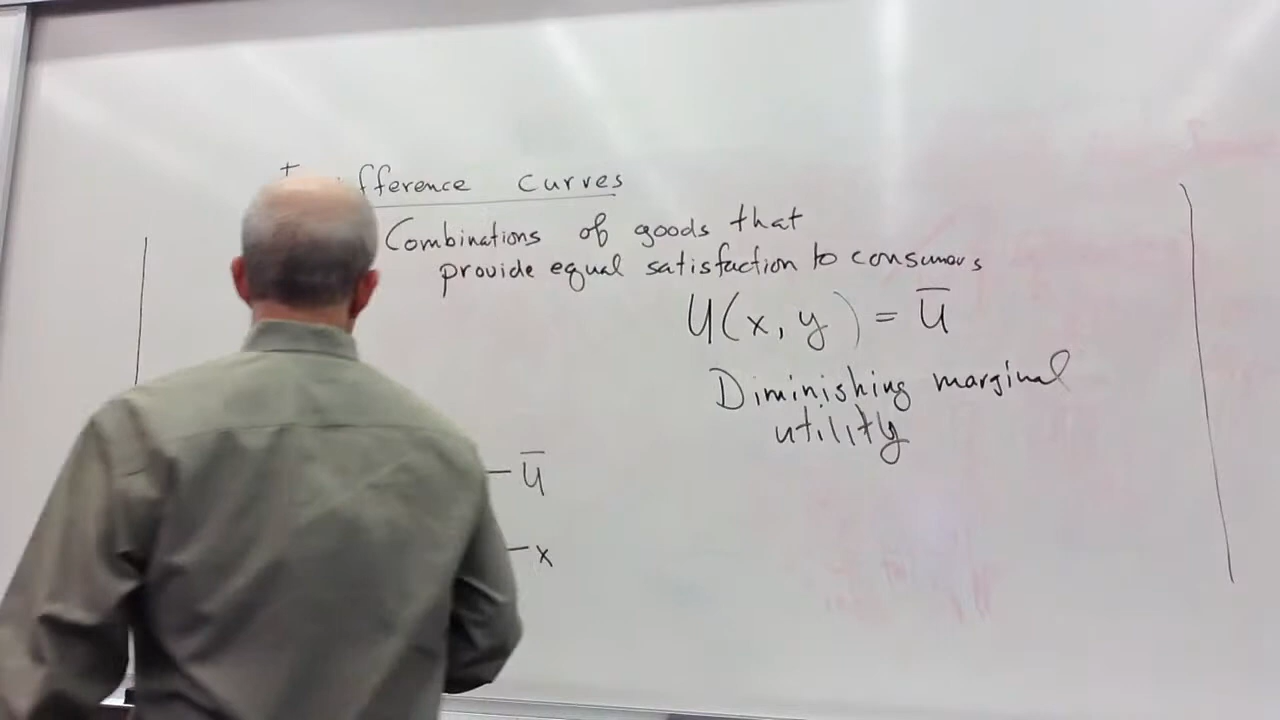 fference curves
Combinations of goods that
provide equal satisfaction to consumers
U(x, y) = U̅
Diminishing marginal
utility
U̅
x